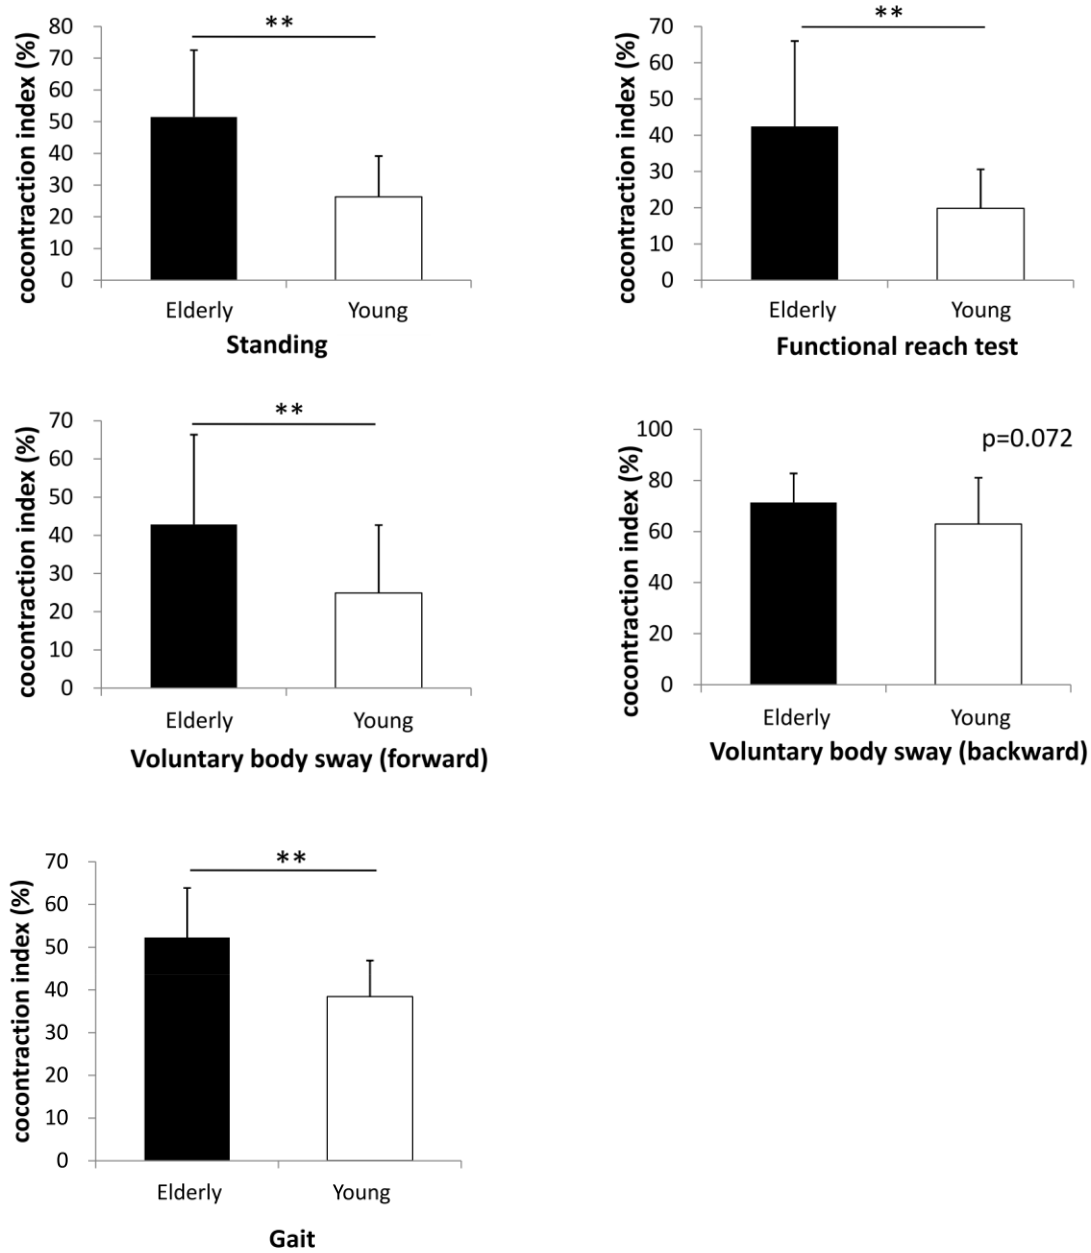 **
cocontraction index (%)
80
70
60
50
40
30
20
10
0
Elderly Young
Standing
**
cocontraction index (%)
70
60
50
40
30
20
10
0
Elderly Young
Functional reach test
**
cocontraction index (%)
70
60
50
40
30
20
10
0
Elderly Young
Voluntary body sway (forward)
p=0.072
cocontraction index (%)
100
80
60
40
20
0
Elderly Young
Voluntary body sway (backward)
**
cocontraction index (%)
70
60
50
40
30
20
10
0
Elderly Young
Gait